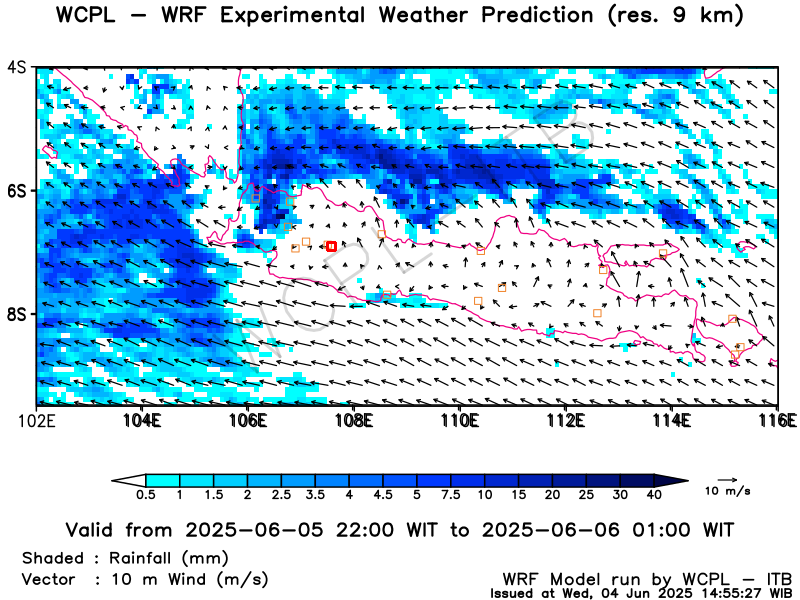 WCPL – WRF Experimental Weather Prediction (res. 9 km)
4S
6S
8S
102E 104E 106E 108E 110E 112E 114E 116E
WCPL ITB
0.5 1 1.5 2 2.5 3.5 4 4.5 5 7.5 10 15 20 25 30 40
10 m/s
Valid from 2025-06-05 22:00 WIT to 2025-06-06 01:00 WIT
Shaded : Rainfall (mm)
Vector : 10 m Wind (m/s)
WRF Model run by WCPL – ITB
Issued at Wed, 04 Jun 2025 14:55:27 WIB